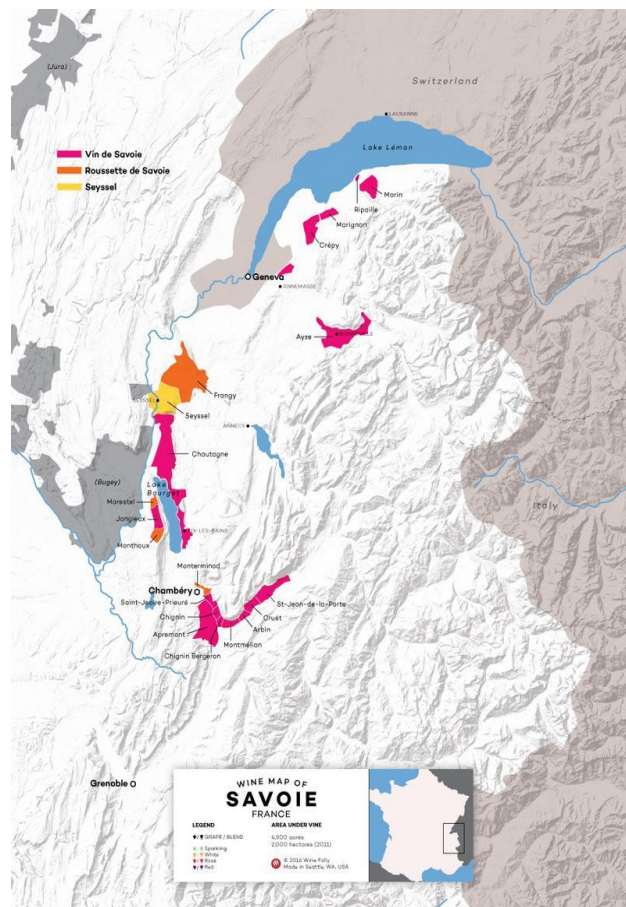 (Jura)
Switzerland
LAUSANNE
Lake Léman
Vin de Savoie
Roussette de Savoie
Seyssel
Marin
Ripaille
Marignan
Crépy
Geneva
ANNEMASSE
Ayze
Frangy
Seyssel
ANNECY
Chautagne
(Bugey)
Lake
Bourget
Marestel
Jongieux
Monthoux
Italy
Monterminod
Chambéry
Saint-Jeoire-Prieuré
St-Jean-de-la-Porte
Chignin
Cruet
Arbin
Apremont
Montmélian
Chignin Bergeron
Grenoble
WINE MAP OF
SAVOIE
FRANCE
LEGEND
GRAPE / BLEND
Sparkling
White
Rosé
Red
AREA UNDER VINE
4,900 acres
2,000 hectares (2011)
© 2016 Wine Folly
Made in Seattle, WA, USA